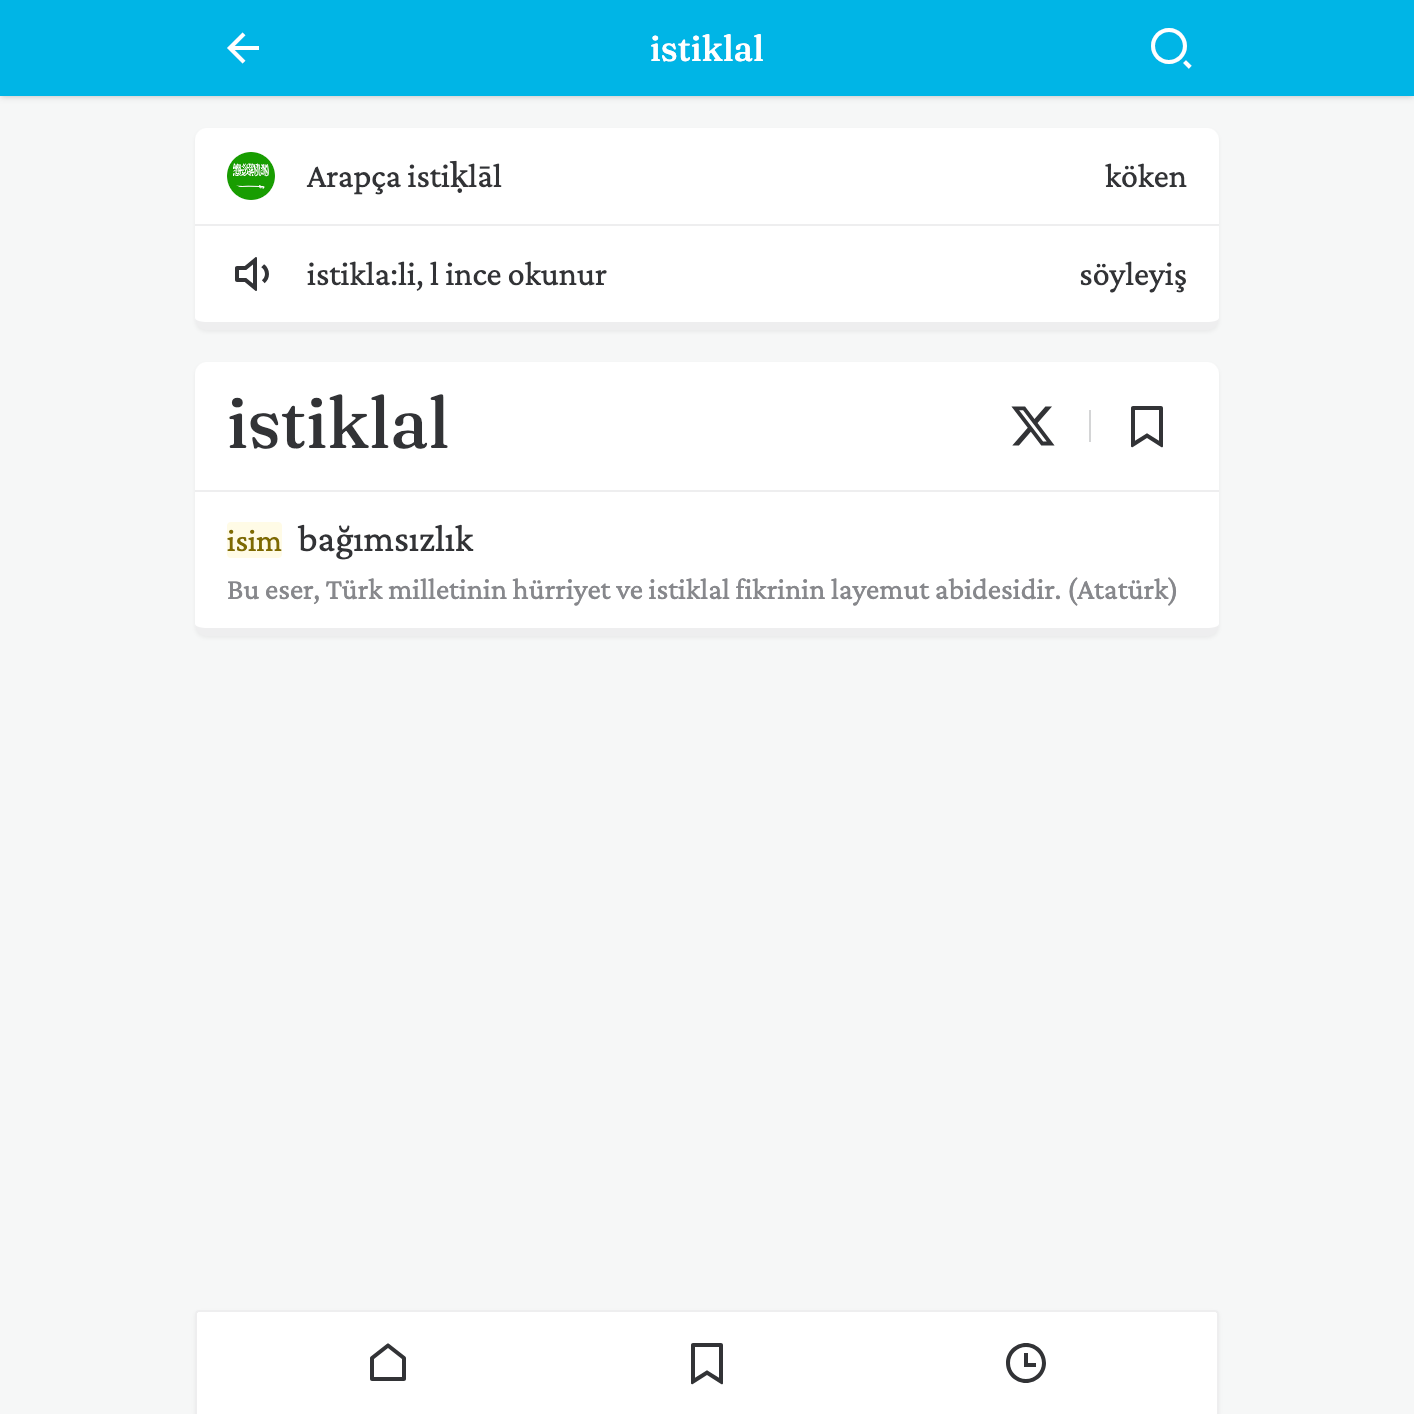 istiklal
Arapça istiḳlāl köken
istikla:li, l ince okunur söyleyiş
istiklal
isim bağımsızlık
Bu eser, Türk milletinin hürriyet ve istiklal fikrinin layemut abidesidir. (Atatürk)